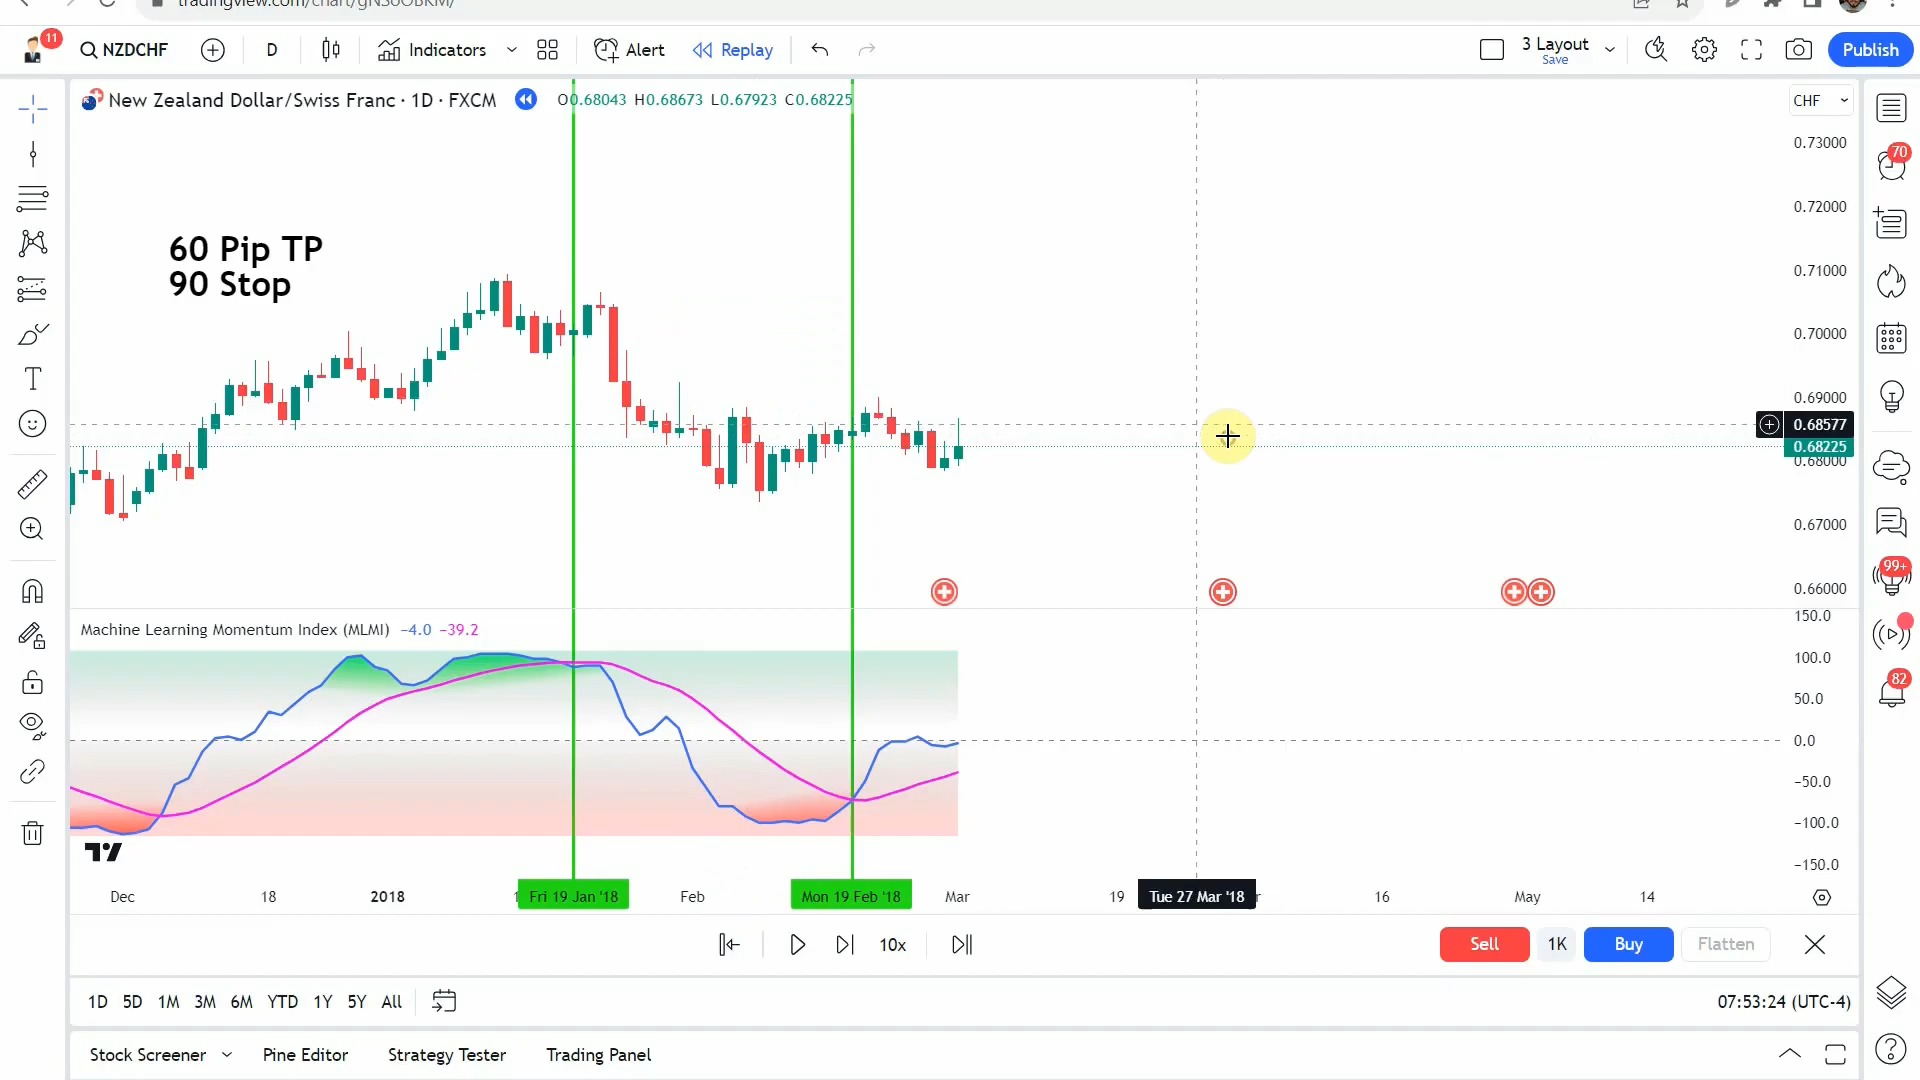 11
NZDCHF
D
Indicators
Alert
Replay
3 Layout
Save
Publish
New Zealand Dollar/Swiss Franc · 1D · FXCM
O0.68043 H0.68673 L0.67923 C0.68225
CHF
60 Pip TP
90 Stop
0.73000
0.72000
0.71000
0.70000
0.69000
0.68577
0.68225
0.68000
0.67000
0.66000
70
99+
82
Machine Learning Momentum Index (MLMI) −4.0 −39.2
150.0
100.0
50.0
0.0
−50.0
−100.0
−150.0
Dec
18
2018
Fri 19 Jan '18
Feb
Mon 19 Feb '18
Mar
19
Tue 27 Mar '18
16
May
14
10x
Sell
1K
Buy
Flatten
1D 5D 1M 3M 6M YTD 1Y 5Y All
07:53:24 (UTC-4)
Stock Screener
Pine Editor
Strategy Tester
Trading Panel